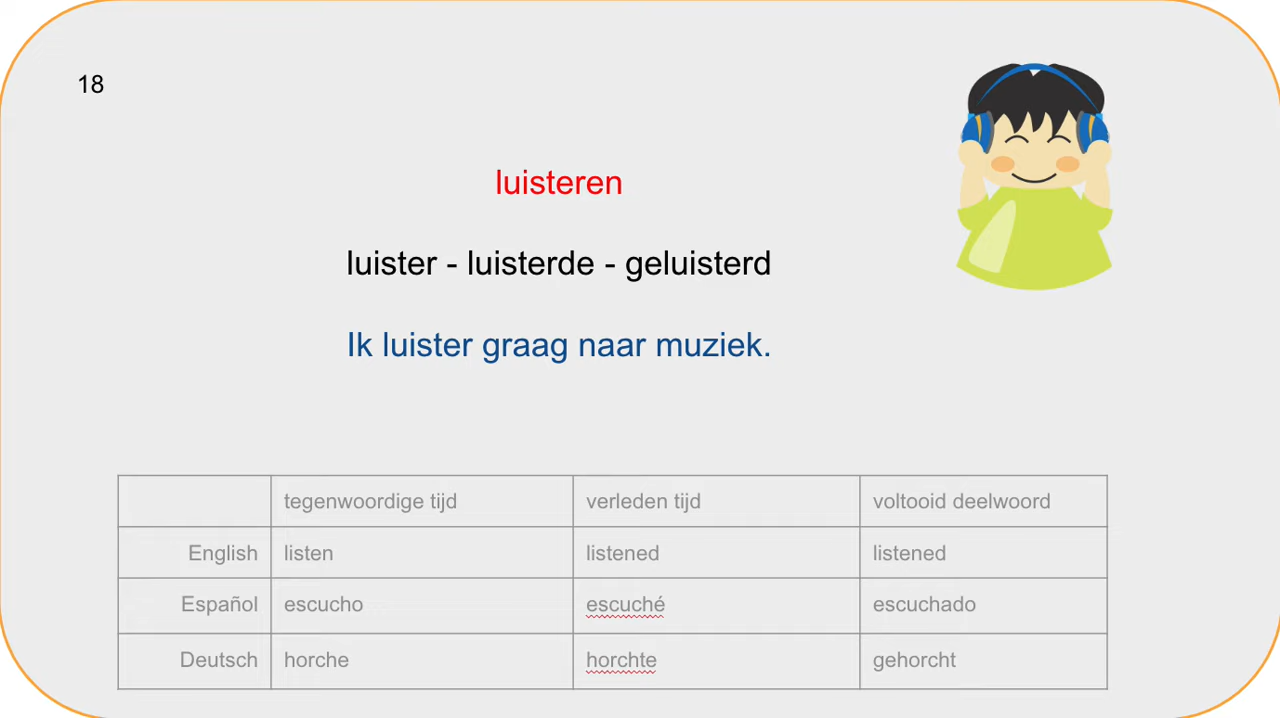 18
luisteren
luister - luisterde - geluisterd
Ik luister graag naar muziek.
tegenwoordige tijd verleden tijd voltooid deelwoord
English listen listened listened
Español escucho escuché escuchado
Deutsch horche horchte gehorcht